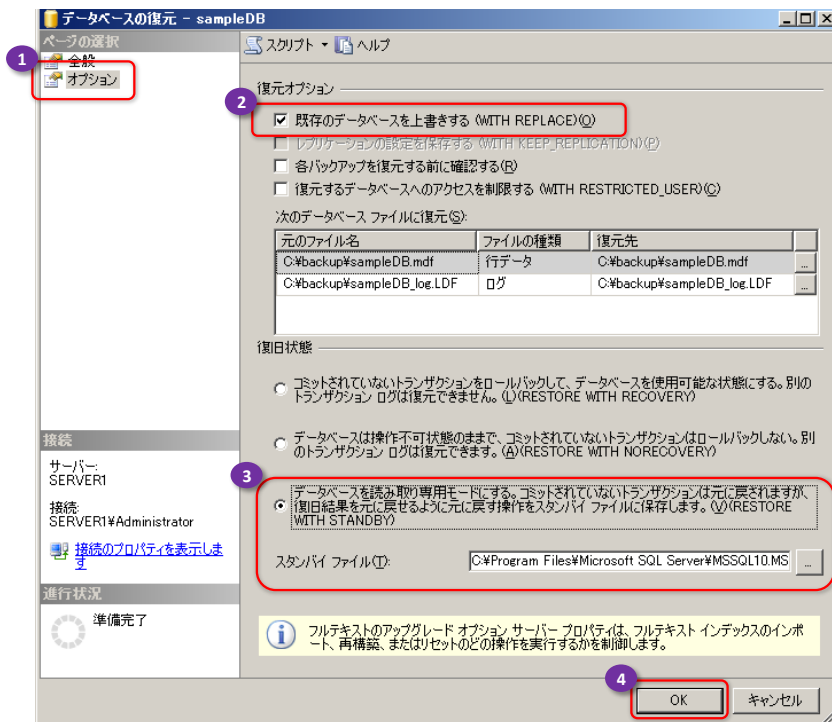 データベースの復元 - sampleDB
ページの選択
スクリプト ヘルプ
1
全般
オプション
復元オプション
2
既存のデータベースを上書きする (WITH REPLACE)(O)
レプリケーションの設定を保存する (WITH KEEP_REPLICATION)(P)
各バックアップを復元する前に確認する(R)
復元するデータベースへのアクセスを制限する (WITH RESTRICTED_USER)(C)
次のデータベース ファイルに復元(S):
元のファイル名 ファイルの種類 復元先
C:¥backup¥sampleDB.mdf 行データ C:¥backup¥sampleDB.mdf ...
C:¥backup¥sampleDB_log.LDF ログ C:¥backup¥sampleDB_log.LDF ...
復旧状態
コミットされていないトランザクションをロールバックして、データベースを使用可能な状態にする。別の
トランザクション ログは復元できません。(L)(RESTORE WITH RECOVERY)
データベースは操作不可状態のままで、コミットされていないトランザクションはロールバックしない。別
のトランザクション ログは復元できます。(A)(RESTORE WITH NORECOVERY)
3
データベースを読み取り専用モードにする。コミットされていないトランザクションは元に戻されますが、
復旧結果を元に戻せるように元に戻す操作をスタンバイ ファイルに保存します。(V)(RESTORE
WITH STANDBY)
スタンバイ ファイル(T): C:¥Program Files¥Microsoft SQL Server¥MSSQL10.MS ...
接続
サーバー:
SERVER1
接続:
SERVER1¥Administrator
接続のプロパティを表示しま
す
進行状況
準備完了
フルテキストのアップグレード オプション サーバー プロパティは、フルテキスト インデックスのインポ
ート、再構築、またはリセットのどの操作を実行するかを制御します。
4
OK キャンセル